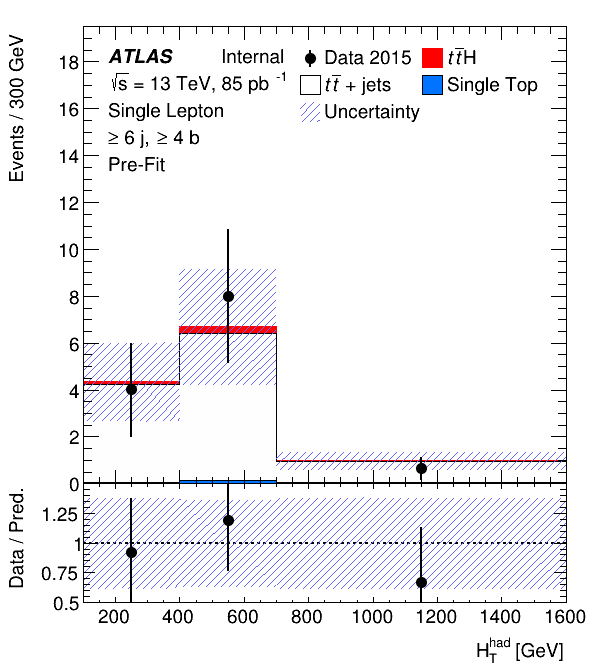 Events / 300 GeV
ATLAS Internal
√s = 13 TeV, 85 pb⁻¹
Single Lepton
≥ 6 j, ≥ 4 b
Pre-Fit
Data 2015
tt̄H
tt̄ + jets
Single Top
Uncertainty
18
16
14
12
10
8
6
4
2
0
Data / Pred.
1.25
1
0.75
0.5
200 400 600 800 1000 1200 1400 1600
H_T^had [GeV]